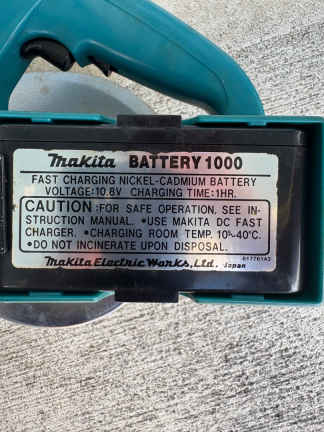 makita BATTERY 1000
FAST CHARGING NICKEL-CADMIUM BATTERY
VOLTAGE:10.8V CHARGING TIME:1HR.
CAUTION :FOR SAFE OPERATION, SEE IN-
STRUCTION MANUAL. •USE MAKITA DC FAST
CHARGER. •CHARGING ROOM TEMP. 10°~40°C.
•DO NOT INCINERATE UPON DISPOSAL.
Makita Electric Works, Ltd. Japan